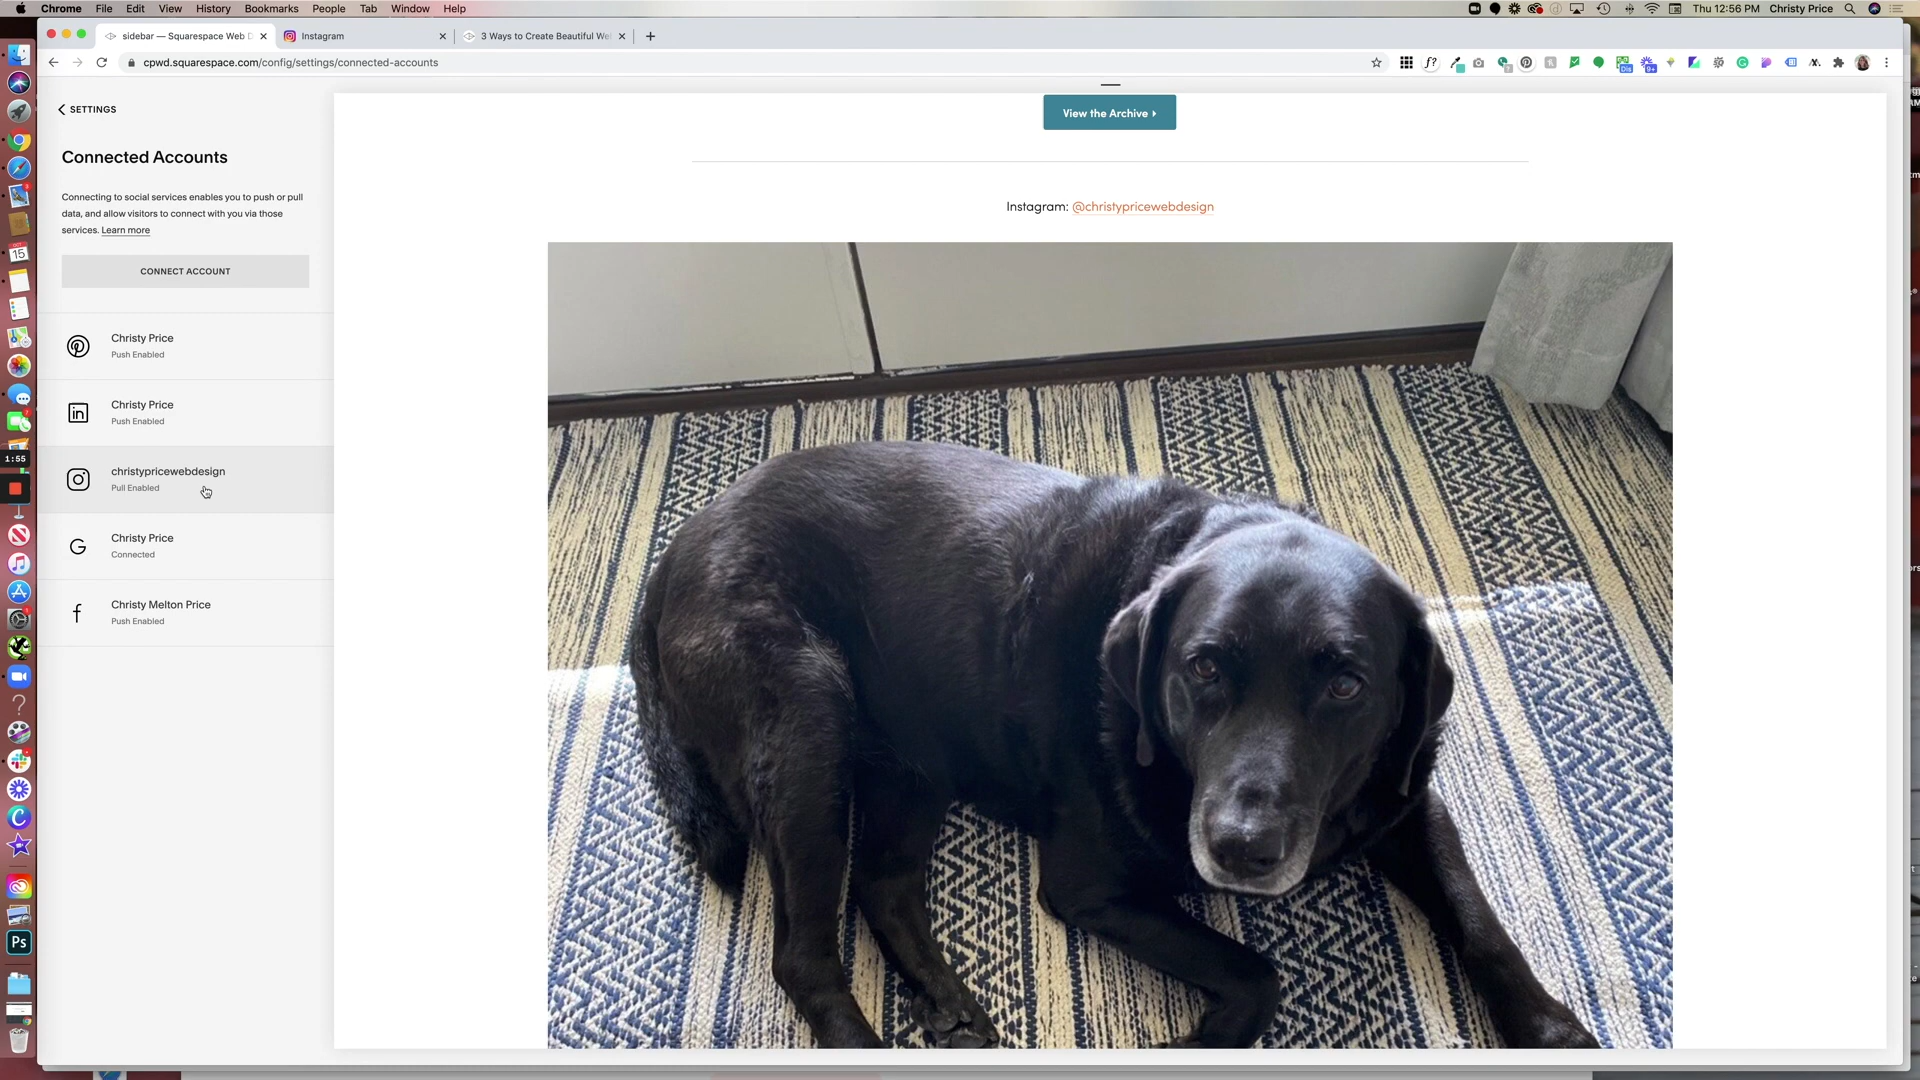 Chrome File Edit View History Bookmarks People Tab Window Help
Thu 12:56 PM Christy Price
sidebar — Squarespace Web D
Instagram
3 Ways to Create Beautiful We
cpwd.squarespace.com/config/settings/connected-accounts
SETTINGS
Connected Accounts
Connecting to social services enables you to push or pull
data, and allow visitors to connect with you via those
services. Learn more
CONNECT ACCOUNT
Christy Price
Push Enabled
Christy Price
Push Enabled
christypricewebdesign
Pull Enabled
Christy Price
Connected
Christy Melton Price
Push Enabled
View the Archive
Instagram: @christypricewebdesign
15
1:55
Ps